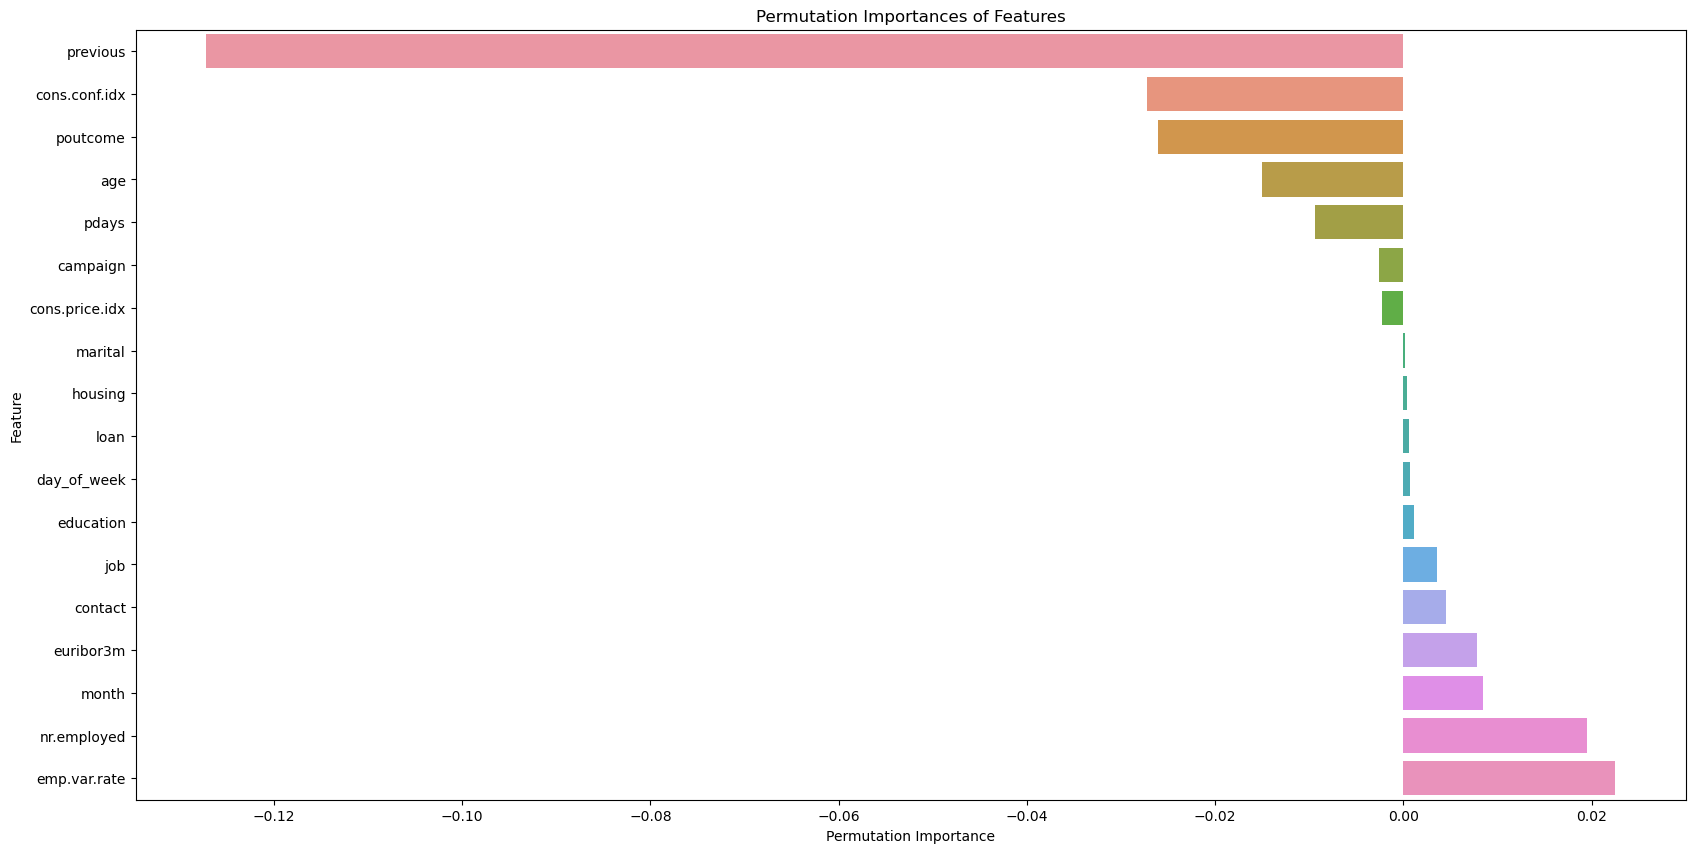 Permutation Importances of Features
previous
cons.conf.idx
poutcome
age
pdays
campaign
cons.price.idx
marital
housing
loan
day_of_week
education
job
contact
euribor3m
month
nr.employed
emp.var.rate
Feature
−0.12 −0.10 −0.08 −0.06 −0.04 −0.02 0.00 0.02
Permutation Importance